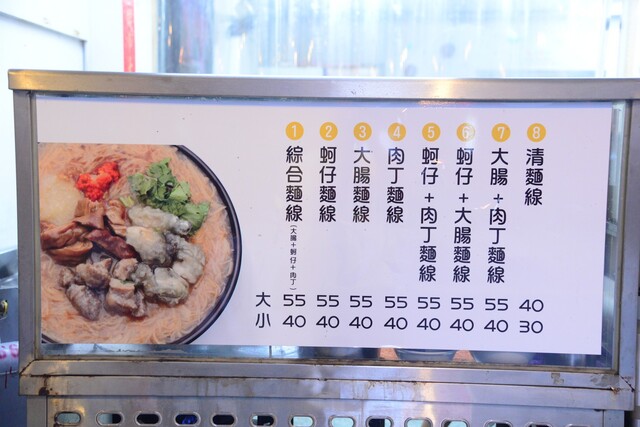 1 綜合麵線(大腸+蚵仔+肉丁)
2 蚵仔麵線
3 大腸麵線
4 肉丁麵線
5 蚵仔+肉丁麵線
6 蚵仔+大腸麵線
7 大腸÷肉丁麵線
8 清麵線
大 55 55 55 55 55 55 55 40
小 40 40 40 40 40 40 40 30